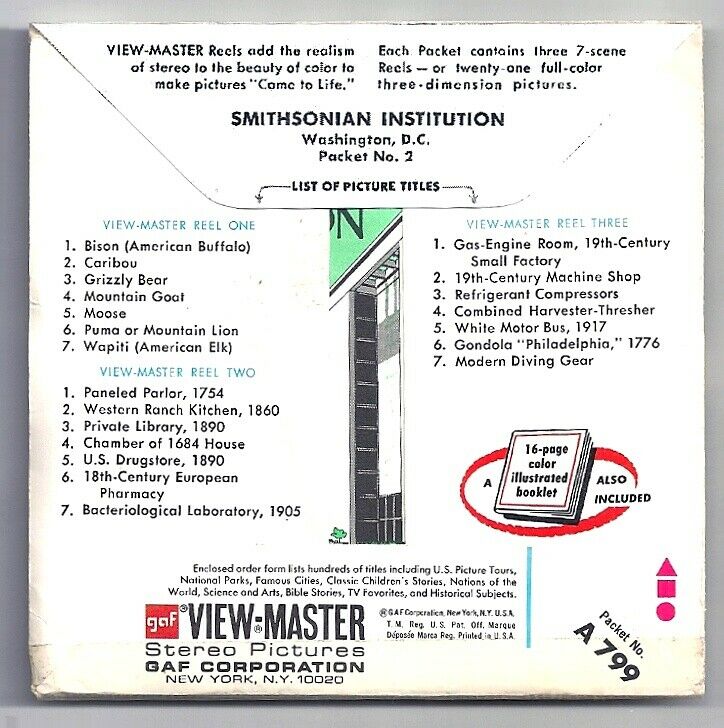 VIEW-MASTER Reels add the realism
of stereo to the beauty of color to
make pictures "Come to Life."
Each Packet contains three 7-scene
Reels — or twenty-one full-color
three-dimension pictures.
SMITHSONIAN INSTITUTION
Washington, D.C.
Packet No. 2
LIST OF PICTURE TITLES
VIEW-MASTER REEL ONE
1. Bison (American Buffalo)
2. Caribou
3. Grizzly Bear
4. Mountain Goat
5. Moose
6. Puma or Mountain Lion
7. Wapiti (American Elk)
VIEW-MASTER REEL TWO
1. Paneled Parlor, 1754
2. Western Ranch Kitchen, 1860
3. Private Library, 1890
4. Chamber of 1684 House
5. U.S. Drugstore, 1890
6. 18th-Century European
Pharmacy
7. Bacteriological Laboratory, 1905
ON
VIEW-MASTER REEL THREE
1. Gas-Engine Room, 19th-Century
Small Factory
2. 19th-Century Machine Shop
3. Refrigerant Compressors
4. Combined Harvester-Thresher
5. White Motor Bus, 1917
6. Gondola "Philadelphia," 1776
7. Modern Diving Gear
A
16-page
color
illustrated
booklet
ALSO
INCLUDED
Enclosed order form lists hundreds of titles including U.S. Picture Tours,
National Parks, Famous Cities, Classic Children's Stories, Nations of the
World, Science and Arts, Bible Stories, TV Favorites, and Historical Subjects.
gaf® VIEW-MASTER®
Stereo Pictures
GAF CORPORATION
NEW YORK, N.Y. 10020
® GAF Corporation, New York, N.Y. U.S.A.
T.M. Reg. U.S. Pat. Off. Marque
Déposée Marca Reg. Printed in U.S.A.
Packet No.
A 799